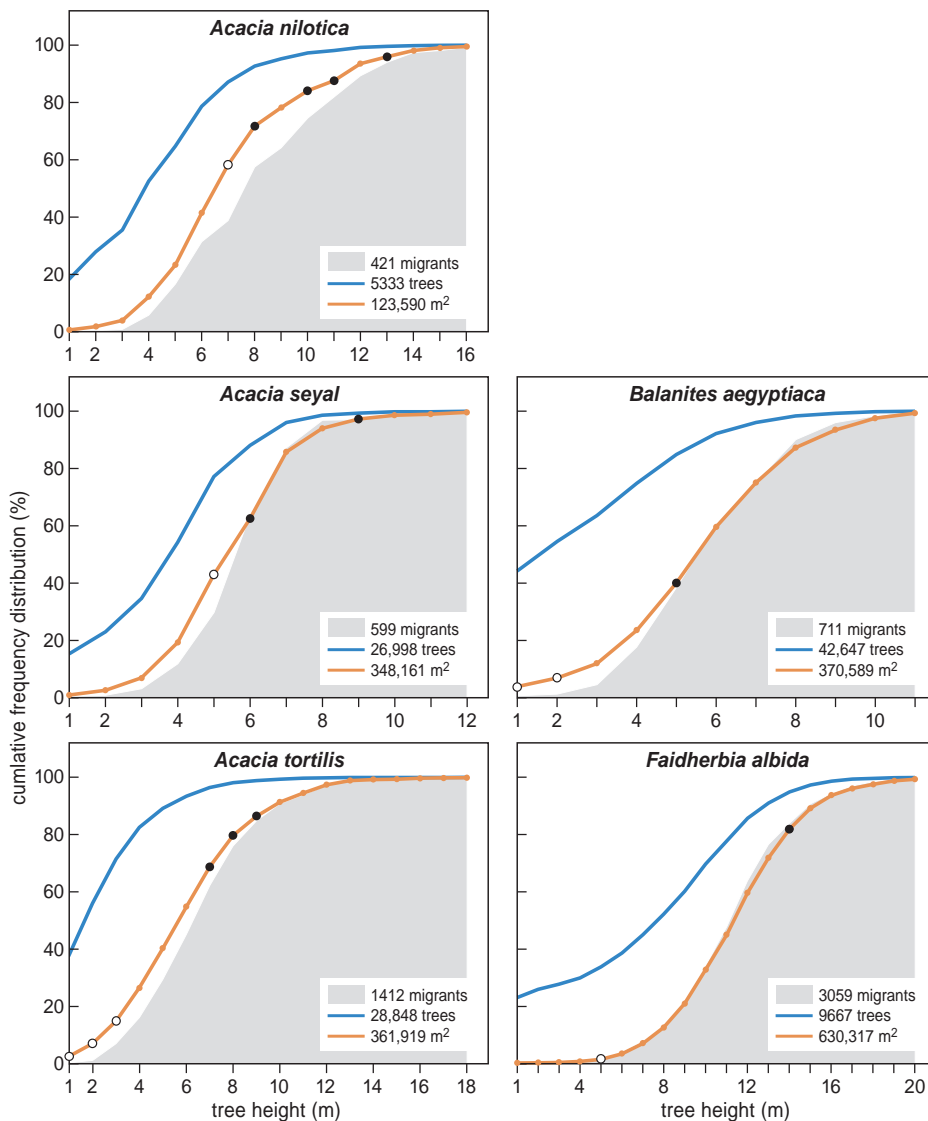 Acacia nilotica
100
80
60
40
20
0
421 migrants
5333 trees
123,590 m²
1 2 4 6 8 10 12 14 16
Acacia seyal
100
80
60
40
20
0
599 migrants
26,998 trees
348,161 m²
1 2 4 6 8 10 12
Balanites aegyptiaca
711 migrants
42,647 trees
370,589 m²
1 2 4 6 8 10
cumlative frequency distribution (%)
Acacia tortilis
100
80
60
40
20
0
1412 migrants
28,848 trees
361,919 m²
1 2 4 6 8 10 12 14 16 18
tree height (m)
Faidherbia albida
3059 migrants
9667 trees
630,317 m²
1 4 8 12 16 20
tree height (m)